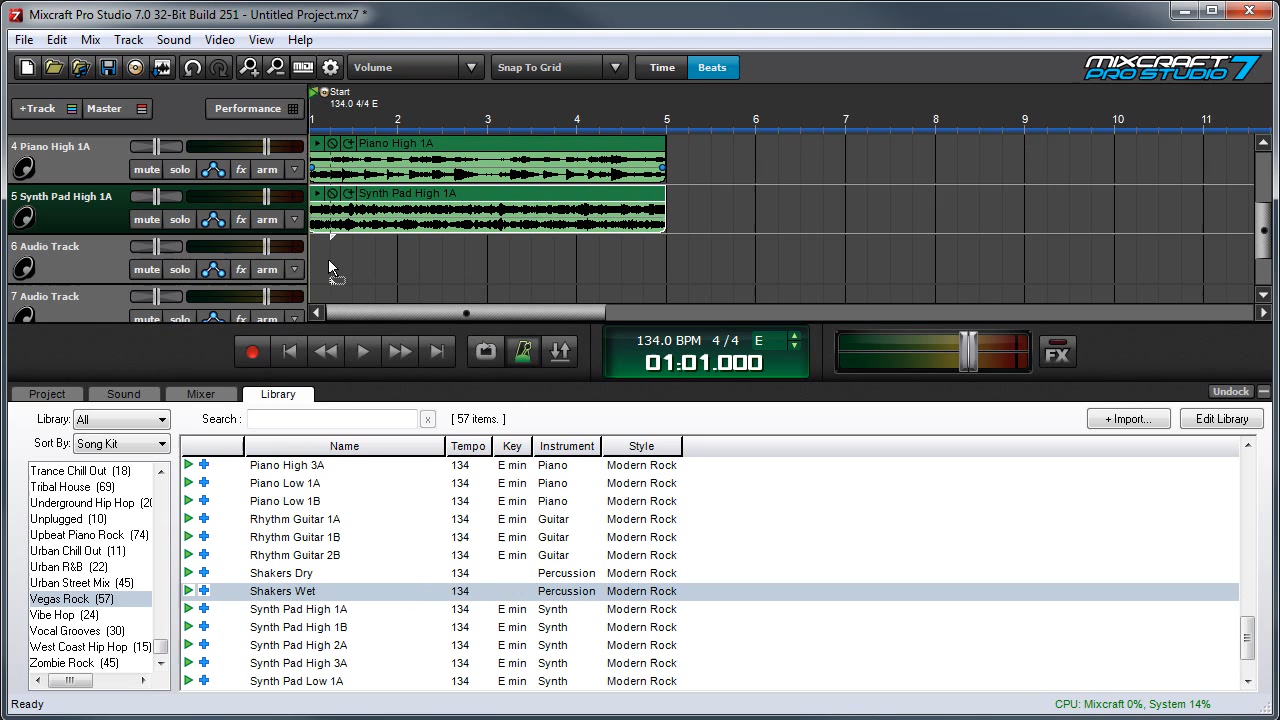 Mixcraft Pro Studio 7.0 32-Bit Build 251 - Untitled Project.mx7 *
File Edit Mix Track Sound Video View Help
Volume Snap To Grid Time Beats MIXCRAFT PRO STUDIO 7
+Track Master Performance
Start
134.0 4/4 E
1 2 3 4 5 6 7 8 9 10 11
4 Piano High 1A
mute solo fx arm
Piano High 1A
5 Synth Pad High 1A
mute solo fx arm
Synth Pad High 1A
6 Audio Track
mute solo fx arm
7 Audio Track
mute solo fx arm
134.0 BPM 4 / 4 E
01:01.000
FX
Project Sound Mixer Library Undock
Library: All Search : x [ 57 items. ] + Import... Edit Library
Sort By: Song Kit
Name Tempo Key Instrument Style
Trance Chill Out (18)
Tribal House (69)
Underground Hip Hop (20
Unplugged (10)
Upbeat Piano Rock (74)
Urban Chill Out (11)
Urban R&B (22)
Urban Street Mix (45)
Vegas Rock (57)
Vibe Hop (24)
Vocal Grooves (30)
West Coast Hip Hop (15)
Zombie Rock (45)
Piano High 3A 134 E min Piano Modern Rock
Piano Low 1A 134 E min Piano Modern Rock
Piano Low 1B 134 E min Piano Modern Rock
Rhythm Guitar 1A 134 E min Guitar Modern Rock
Rhythm Guitar 1B 134 E min Guitar Modern Rock
Rhythm Guitar 2B 134 E min Guitar Modern Rock
Shakers Dry 134 Percussion Modern Rock
Shakers Wet 134 Percussion Modern Rock
Synth Pad High 1A 134 E min Synth Modern Rock
Synth Pad High 1B 134 E min Synth Modern Rock
Synth Pad High 2A 134 E min Synth Modern Rock
Synth Pad High 3A 134 E min Synth Modern Rock
Synth Pad Low 1A 134 E min Synth Modern Rock
Ready CPU: Mixcraft 0%, System 14%